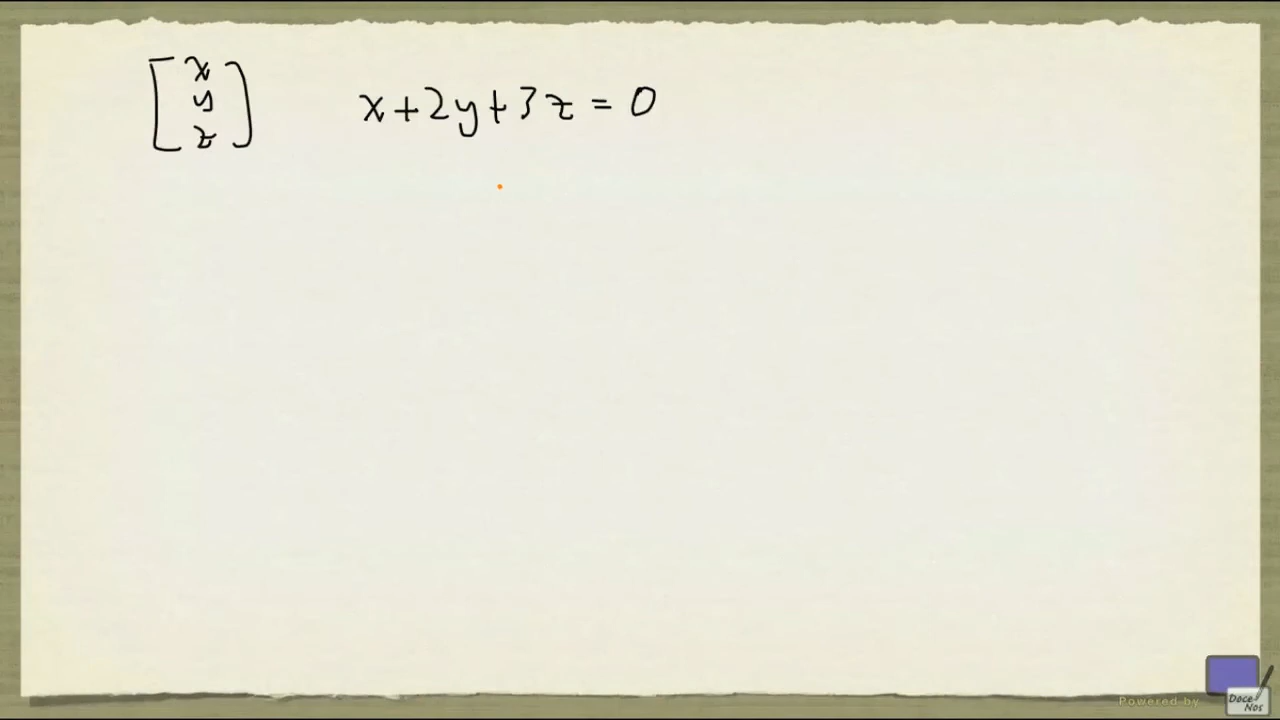 [x y z] x+2y+3z = 0
Powered by
Doce Nos